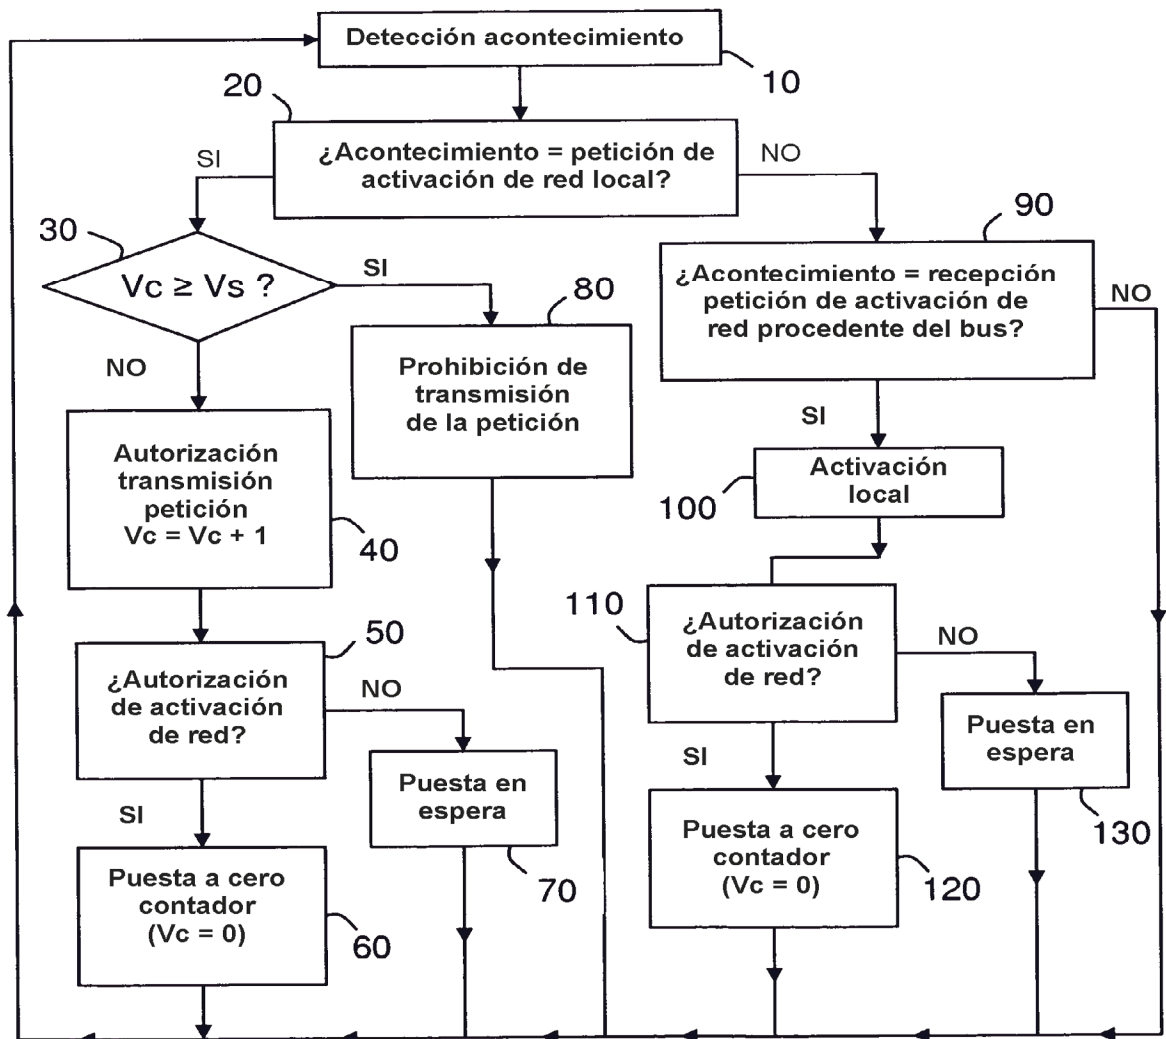 Detección acontecimiento
10
20
¿Acontecimiento = petición de
activación de red local?
SI
NO
30
Vc ≥ Vs ?
SI
NO
90
¿Acontecimiento = recepción
petición de activación de
red procedente del bus?
NO
SI
80
Prohibición de
transmisión
de la petición
Autorización
transmisión
petición
Vc = Vc + 1
40
Activación
local
100
50
¿Autorización
de activación
de red?
NO
SI
110
¿Autorización
de activación
de red?
NO
SI
Puesta en
espera
70
Puesta en
espera
130
Puesta a cero
contador
(Vc = 0)
60
Puesta a cero
contador
(Vc = 0)
120